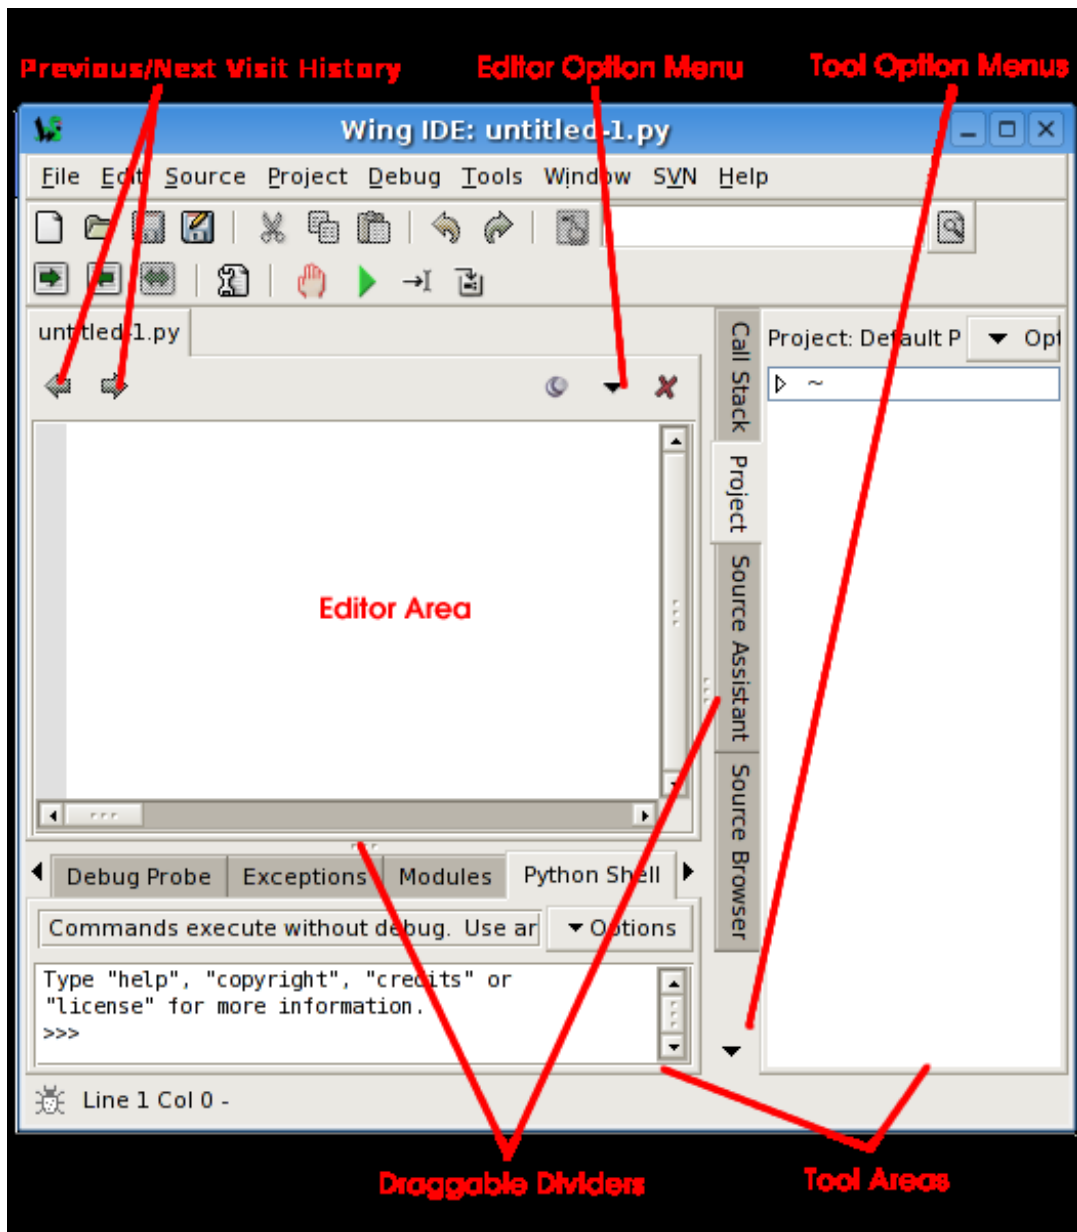 Previous/Next Visit History Editor Option Menu Tool Option Menus
Wing IDE: untitled-1.py
File Edit Source Project Debug Tools Window SVN Help
untitled-1.py
Call Stack
Project: Default P Opt
~
Project
Source Assistant
Editor Area
Source Browser
Debug Probe Exceptions Modules Python Shell
Commands execute without debug. Use ar Options
Type "help", "copyright", "credits" or
"license" for more information.
>>>
Line 1 Col 0 -
Draggable Dividers Tool Areas